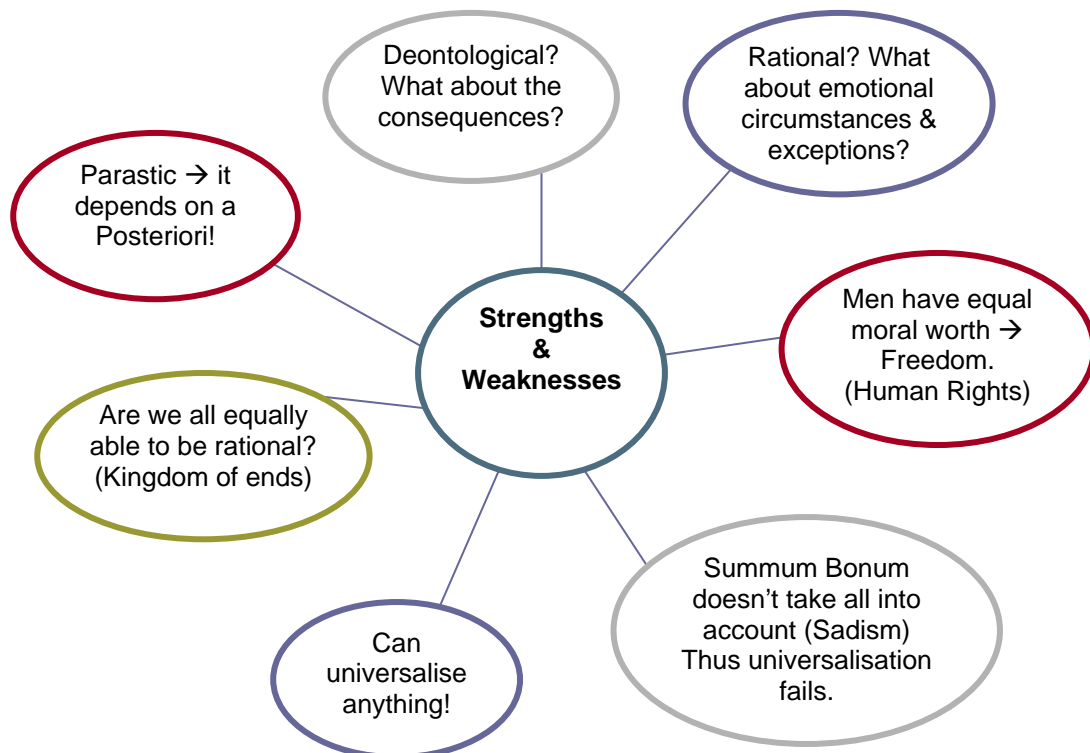 Deontological?
What about the
consequences?
Rational? What
about emotional
circumstances &
exceptions?
Parastic → it
depends on a
Posteriori!
Strengths
&
Weaknesses
Men have equal
moral worth →
Freedom.
(Human Rights)
Are we all equally
able to be rational?
(Kingdom of ends)
Summum Bonum
doesn’t take all into
account (Sadism)
Thus universalisation
fails.
Can
universalise
anything!